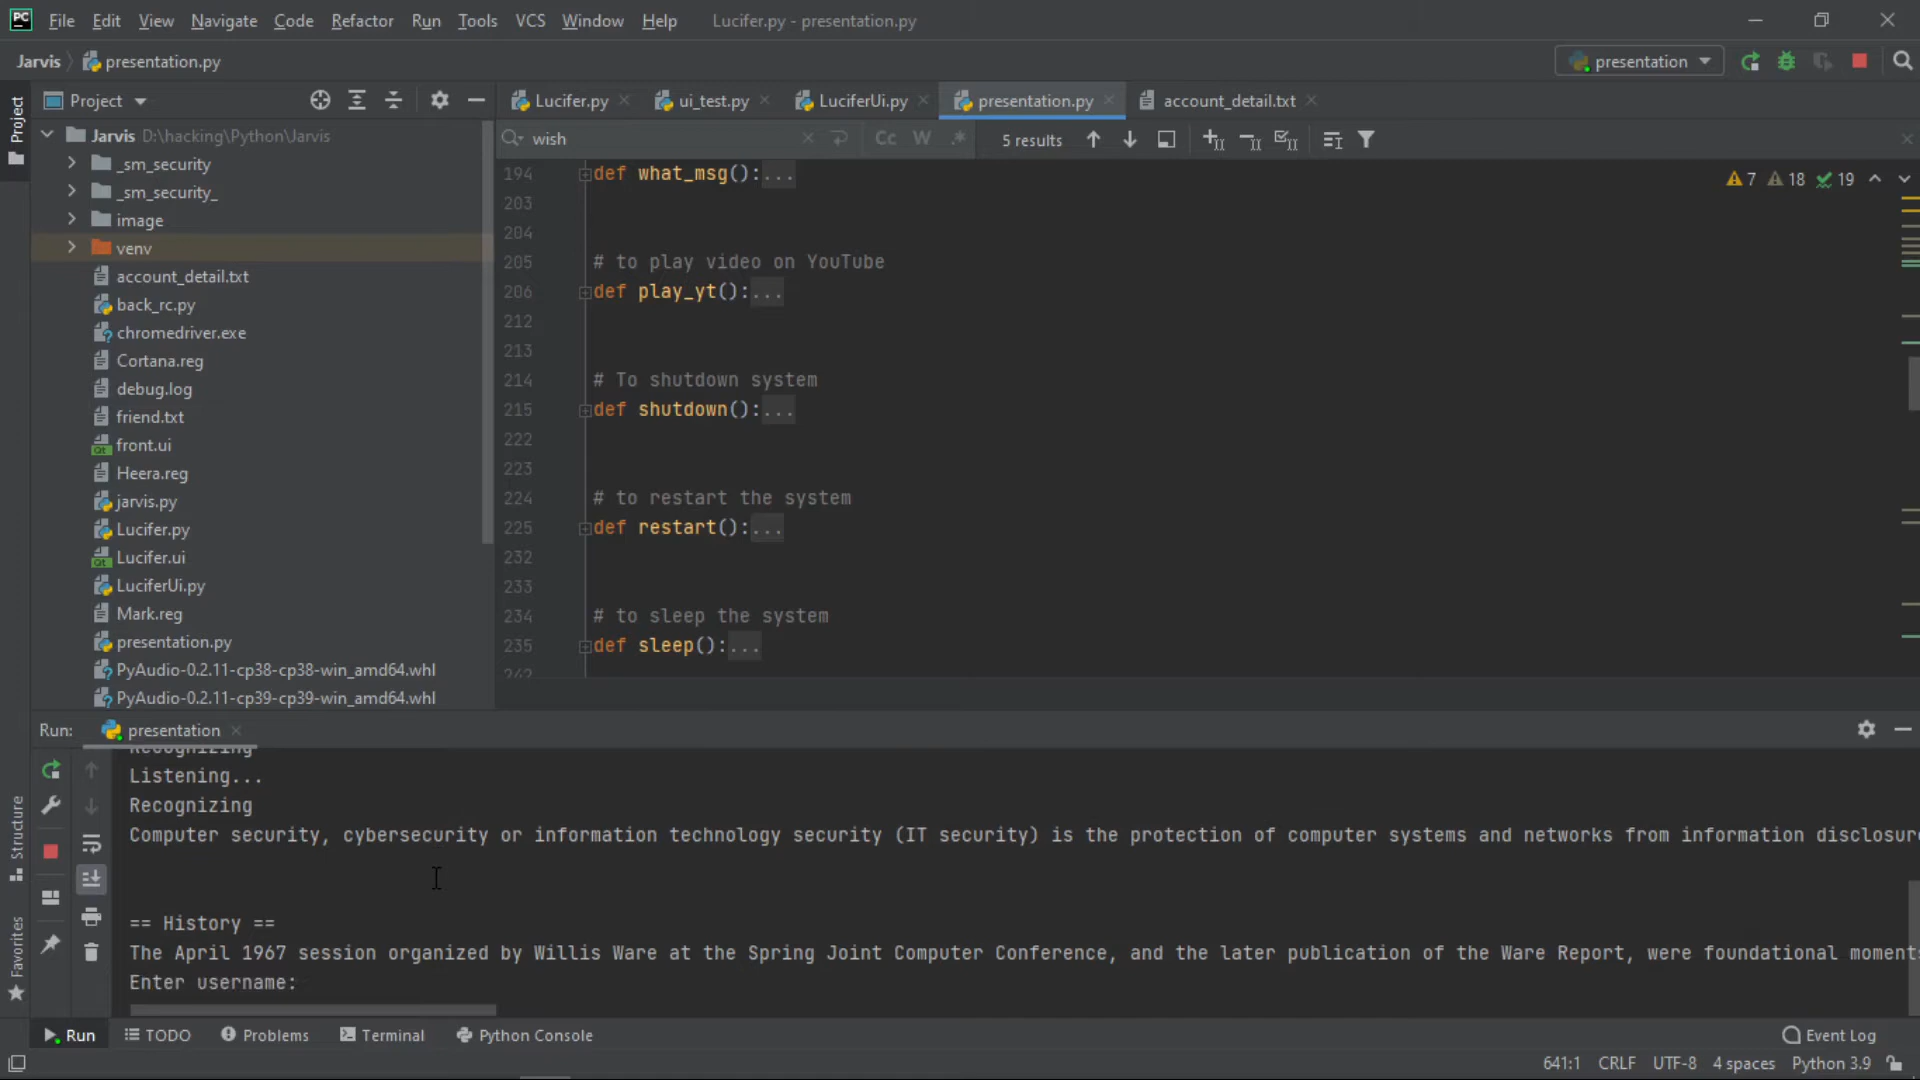 PC File Edit View Navigate Code Refactor Run Tools VCS Window Help Lucifer.py - presentation.py
Jarvis presentation.py presentation
Project
Project
Lucifer.py ui_test.py LuciferUi.py presentation.py account_detail.txt
wish Cc W .* 5 results
7 18 19
Jarvis D:\hacking\Python\Jarvis
_sm_security
_sm_security_
image
venv
account_detail.txt
back_rc.py
chromedriver.exe
Cortana.reg
debug.log
friend.txt
front.ui
Heera.reg
jarvis.py
Lucifer.py
Lucifer.ui
LuciferUi.py
Mark.reg
presentation.py
PyAudio-0.2.11-cp38-cp38-win_amd64.whl
PyAudio-0.2.11-cp39-cp39-win_amd64.whl
194 def what_msg():...
203
204
205 # to play video on YouTube
206 def play_yt():...
212
213
214 # To shutdown system
215 def shutdown():...
222
223
224 # to restart the system
225 def restart():...
232
233
234 # to sleep the system
235 def sleep():...
242
Run: presentation
Recognizing
Listening...
Recognizing
Computer security, cybersecurity or information technology security (IT security) is the protection of computer systems and networks from information disclosur
== History ==
The April 1967 session organized by Willis Ware at the Spring Joint Computer Conference, and the later publication of the Ware Report, were foundational moment
Enter username:
Structure
Favorites
Run TODO Problems Terminal Python Console Event Log
641:1 CRLF UTF-8 4 spaces Python 3.9